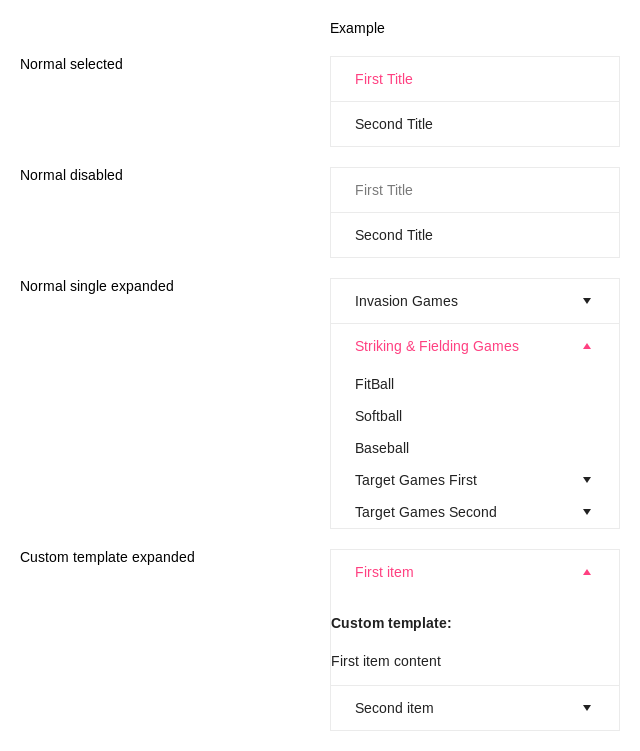 Example
Normal selected
First Title
Second Title
Normal disabled
First Title
Second Title
Normal single expanded
Invasion Games
Striking & Fielding Games
FitBall
Softball
Baseball
Target Games First
Target Games Second
Custom template expanded
First item
Custom template:
First item content
Second item